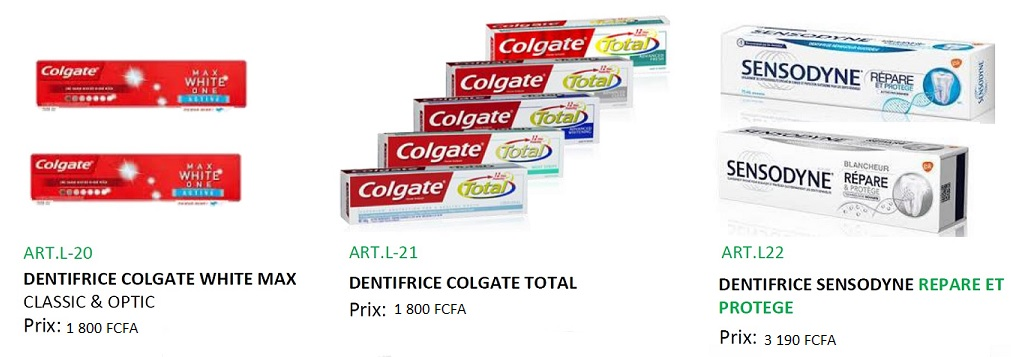 Colgate
MAX
WHITE
ONE
ACTIVE
Colgate
MAX
WHITE
ONE
ACTIVE
Colgate
Total
Colgate
Total
Colgate
Total
Colgate
Total
Colgate
Total
SENSODYNE
RÉPARE
ET PROTÈGE
SENSODYNE
SENSODYNE
BLANCHEUR
RÉPARE
& PROTÈGE
ART.L-20
DENTIFRICE COLGATE WHITE MAX
CLASSIC & OPTIC
Prix: 1 800 FCFA
ART.L-21
DENTIFRICE COLGATE TOTAL
Prix: 1 800 FCFA
ART.L22
DENTIFRICE SENSODYNE REPARE ET
PROTEGE
Prix: 3 190 FCFA